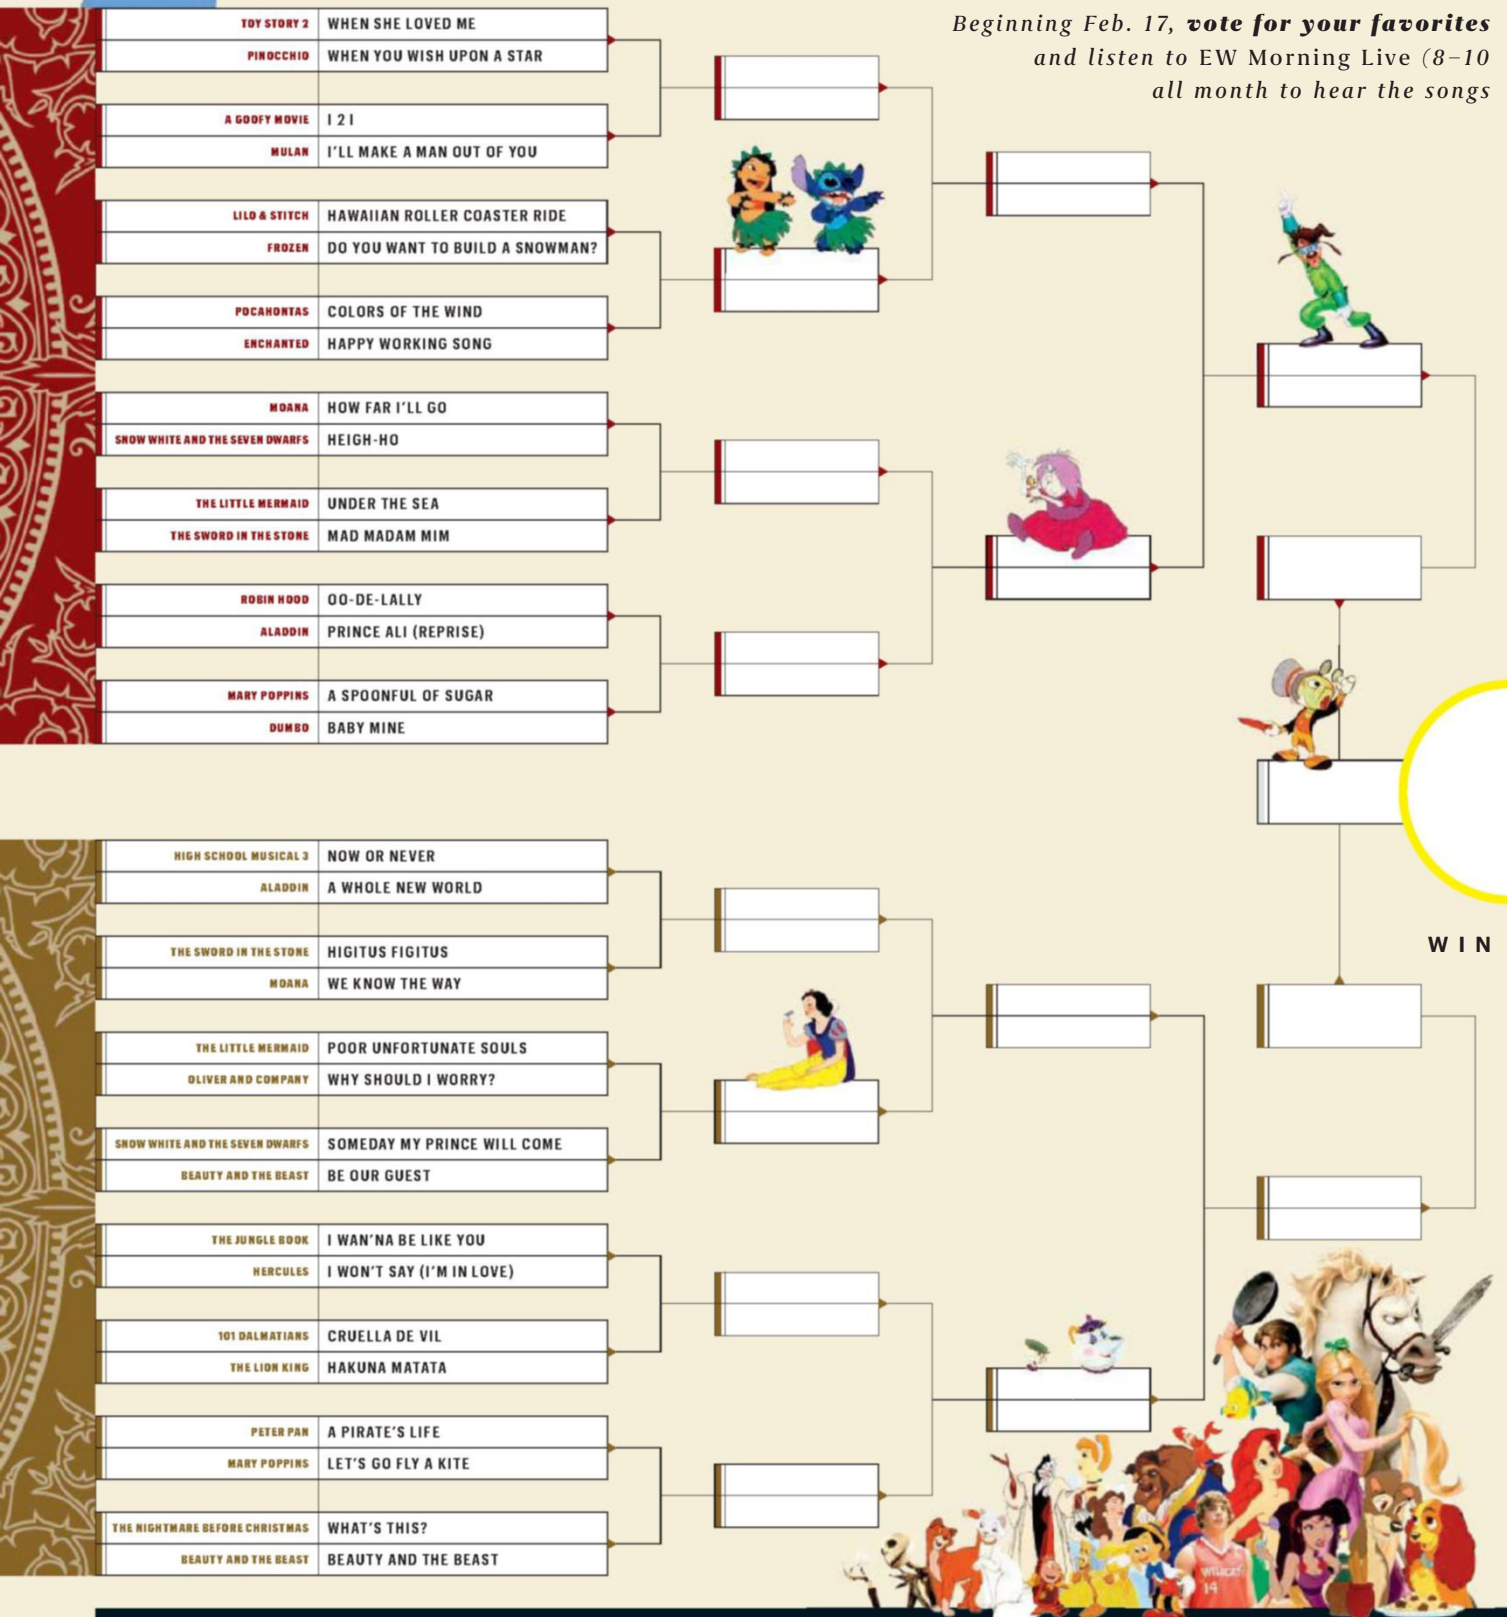 Beginning Feb. 17, vote for your favorites
and listen to EW Morning Live (8–10
all month to hear the songs
TOY STORY 2 WHEN SHE LOVED ME
PINOCCHIO WHEN YOU WISH UPON A STAR
A GOOFY MOVIE I 2 I
MULAN I'LL MAKE A MAN OUT OF YOU
LILO & STITCH HAWAIIAN ROLLER COASTER RIDE
FROZEN DO YOU WANT TO BUILD A SNOWMAN?
POCAHONTAS COLORS OF THE WIND
ENCHANTED HAPPY WORKING SONG
MOANA HOW FAR I'LL GO
SNOW WHITE AND THE SEVEN DWARFS HEIGH-HO
THE LITTLE MERMAID UNDER THE SEA
THE SWORD IN THE STONE MAD MADAM MIM
ROBIN HOOD OO-DE-LALLY
ALADDIN PRINCE ALI (REPRISE)
MARY POPPINS A SPOONFUL OF SUGAR
DUMBO BABY MINE
HIGH SCHOOL MUSICAL 3 NOW OR NEVER
ALADDIN A WHOLE NEW WORLD
THE SWORD IN THE STONE HIGITUS FIGITUS
MOANA WE KNOW THE WAY
THE LITTLE MERMAID POOR UNFORTUNATE SOULS
OLIVER AND COMPANY WHY SHOULD I WORRY?
SNOW WHITE AND THE SEVEN DWARFS SOMEDAY MY PRINCE WILL COME
BEAUTY AND THE BEAST BE OUR GUEST
THE JUNGLE BOOK I WAN'NA BE LIKE YOU
HERCULES I WON'T SAY (I'M IN LOVE)
101 DALMATIANS CRUELLA DE VIL
THE LION KING HAKUNA MATATA
PETER PAN A PIRATE'S LIFE
MARY POPPINS LET'S GO FLY A KITE
THE NIGHTMARE BEFORE CHRISTMAS WHAT'S THIS?
BEAUTY AND THE BEAST BEAUTY AND THE BEAST
WIN
WILDCATS
14